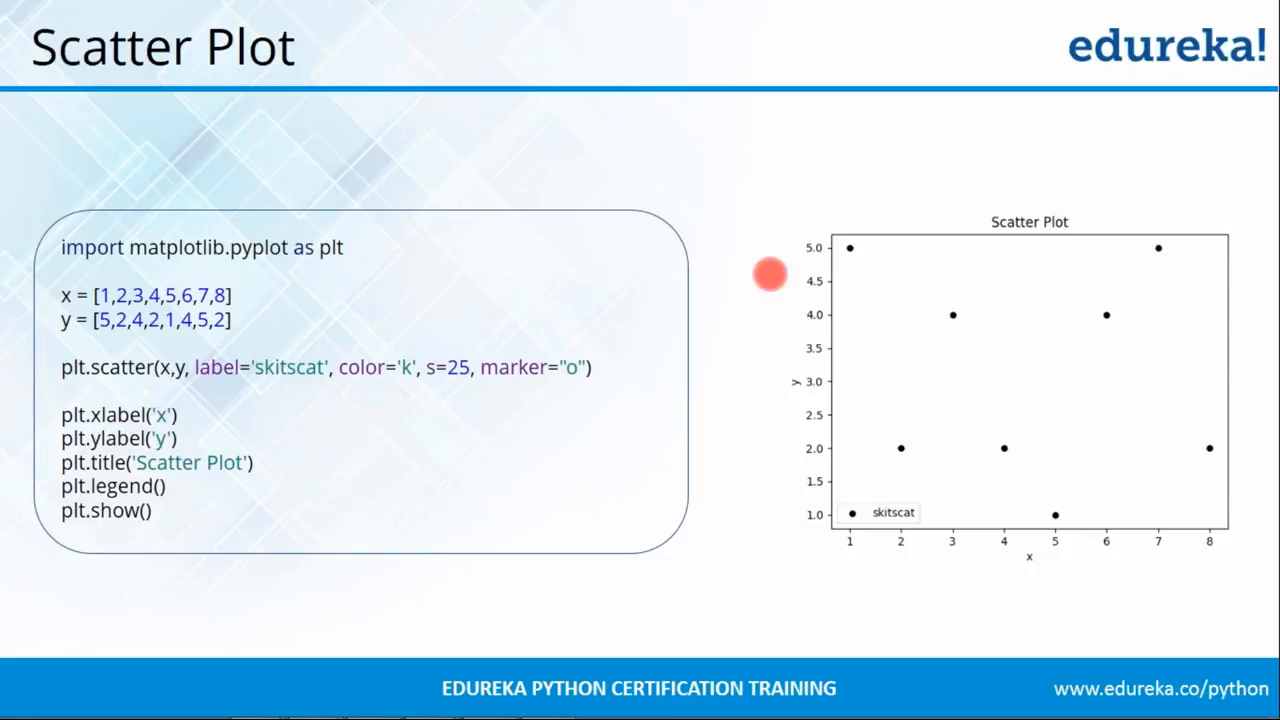 Scatter Plot
edureka!
import matplotlib.pyplot as plt
x = [1,2,3,4,5,6,7,8]
y = [5,2,4,2,1,4,5,2]
plt.scatter(x,y, label='skitscat', color='k', s=25, marker="o")
plt.xlabel('x')
plt.ylabel('y')
plt.title('Scatter Plot')
plt.legend()
plt.show()
Scatter Plot
5.0
4.5
4.0
3.5
3.0
2.5
2.0
1.5
1.0
y
skitscat
1 2 3 4 5 6 7 8
x
EDUREKA PYTHON CERTIFICATION TRAINING
www.edureka.co/python